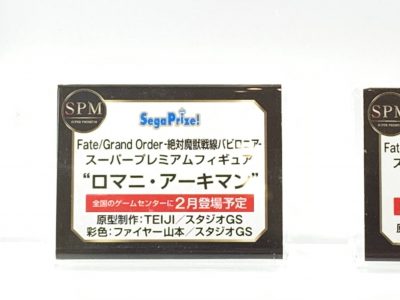 SPM
SUPER PREMIUM
SegaPrize!
Fate/Grand Order -絶対魔獣戦線バビロニア-
スーパープレミアムフィギュア
“ロマニ・アーキマン”
全国のゲームセンターに2月登場予定
原型制作：TEIJI／スタジオGS
彩色：ファイヤー山本／スタジオGS
SPM
Fat